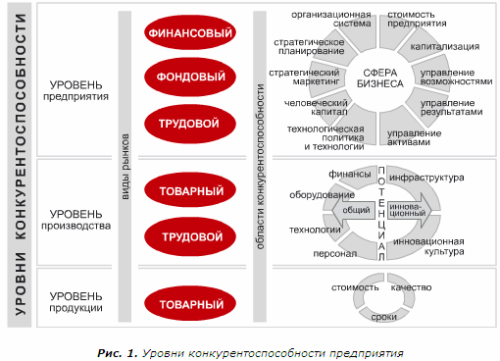 УРОВНИ КОНКУРЕНТОСПОСОБНОСТИ
УРОВЕНЬ
предприятия
виды рынков
ФИНАНСОВЫЙ
ФОНДОВЫЙ
ТРУДОВОЙ
области конкурентоспособности
организационная
система
стоимость
предприятия
стратегическое
планирование
капитализация
стратегический
маркетинг
СФЕРА
БИЗНЕСА
управление
возможностями
человеческий
капитал
управление
результатами
технологическая
политика
и технологии
управление
активами
УРОВЕНЬ
производства
ТОВАРНЫЙ
ТРУДОВОЙ
финансы
инфраструктура
оборудование
ПОТЕНЦИАЛ
общий
иннова-
ционный
технологии
инновационная
культура
персонал
УРОВЕНЬ
продукции
ТОВАРНЫЙ
стоимость
качество
сроки
Рис. 1. Уровни конкурентоспособности предприятия